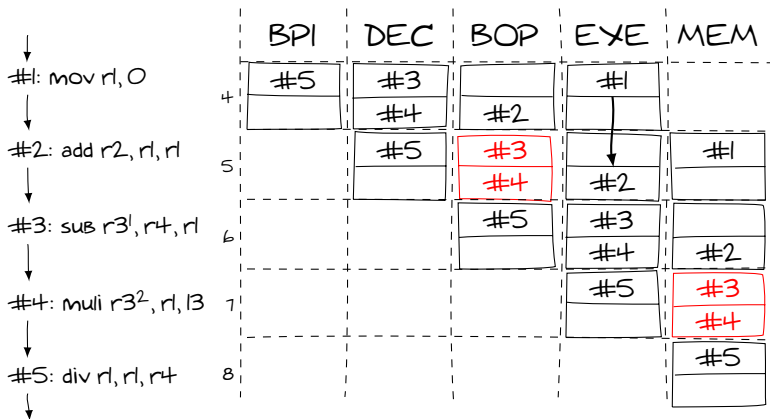 BPI DEC BOP EXE MEM
#1: mov r1, 0
4 #5 #3 #1
#4 #2
#2: add r2, r1, r1
5 #5 #3 #1
#4 #2
#3: sub r3¹, r4, r1
6 #5 #3
#4 #2
#4: muli r3², r1, 13
7 #5 #3
#4
#5: div r1, r1, r4
8 #5